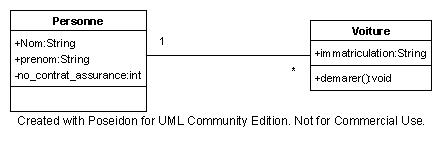 Personne
+Nom:String
+prenom:String
-no_contrat_assurance:int
1
*
Voiture
+immatriculation:String
+demarer():void
Created with Poseidon for UML Community Edition. Not for Commercial Use.